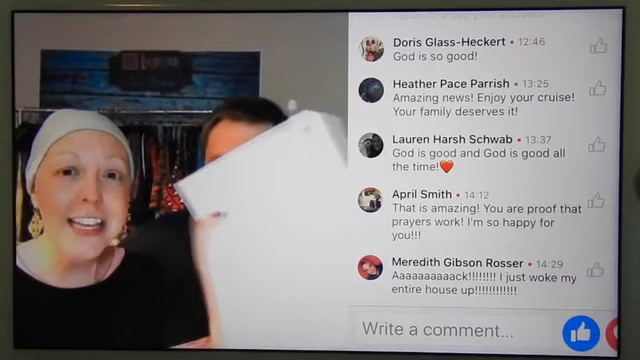 Doris Glass-Heckert • 12:46
God is so good!
Heather Pace Parrish • 13:25
Amazing news! Enjoy your cruise!
Your family deserves it!
Lauren Harsh Schwab • 13:37
God is good and God is good all
the time!❤️
April Smith • 14:12
That is amazing! You are proof that
prayers work! I'm so happy for
you!!!
Meredith Gibson Rosser • 14:29
Aaaaaaaaaack!!!!!!!! I just woke my
entire house up!!!!!!!!!!!!
Write a comment...